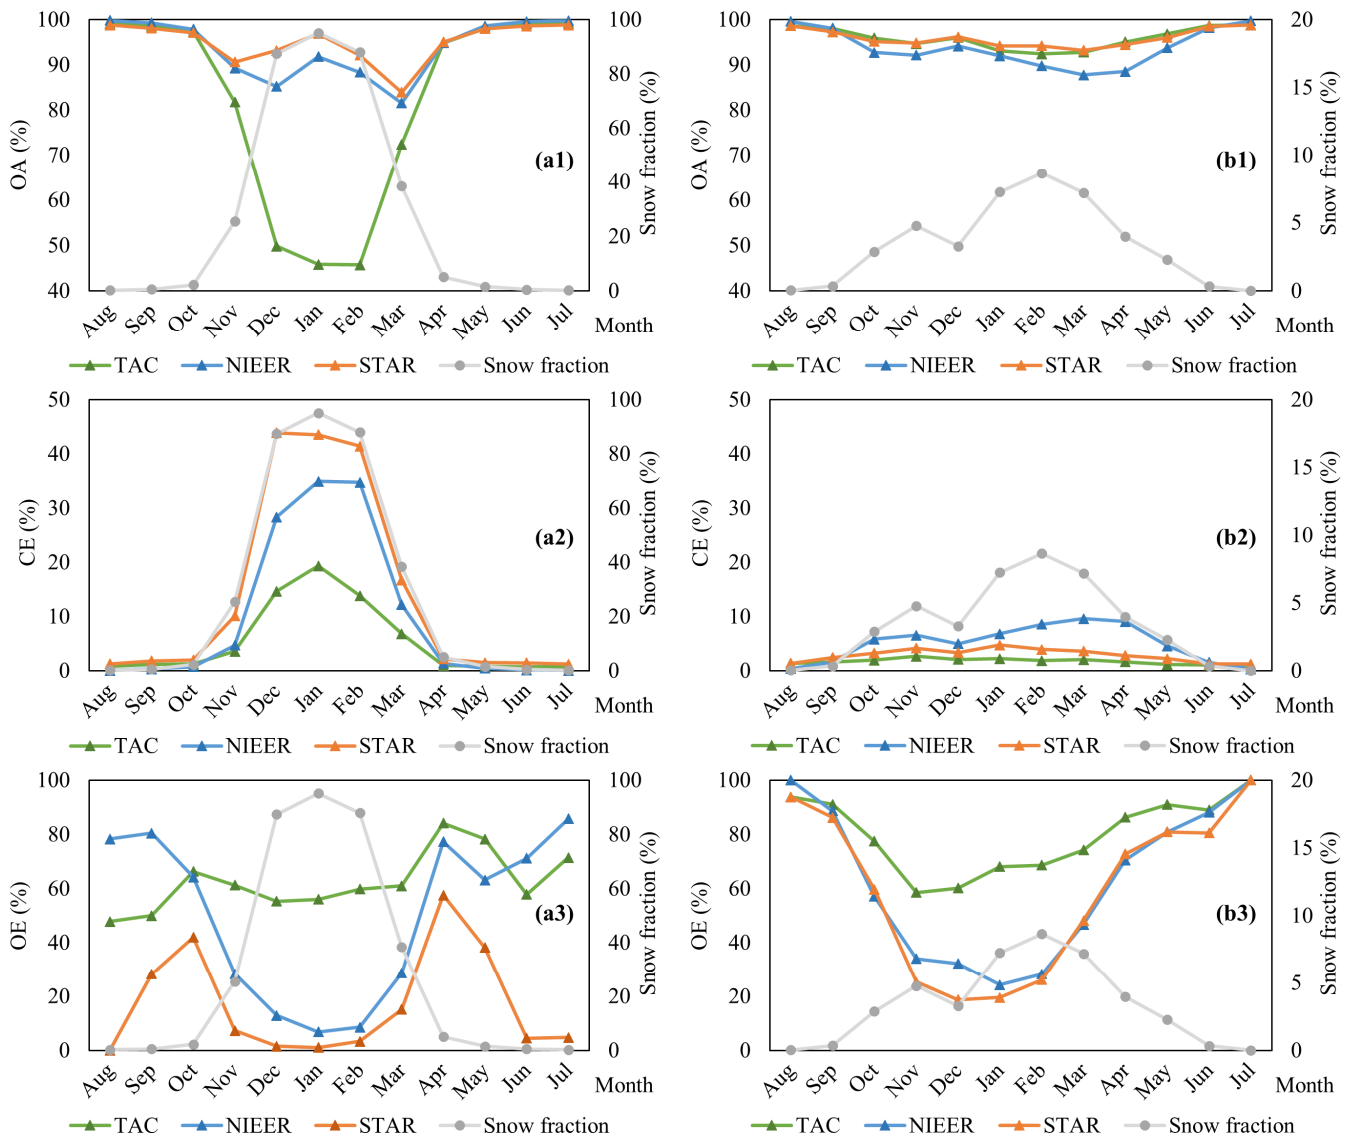 100
90
80
70
60
50
40
OA (%)
100
80
60
40
20
0
Snow fraction (%)
(a1)
Aug Sep Oct Nov Dec Jan Feb Mar Apr May Jun Jul Month
TAC NIEER STAR Snow fraction
100
90
80
70
60
50
40
OA (%)
20
15
10
5
0
Snow fraction (%)
(b1)
Aug Sep Oct Nov Dec Jan Feb Mar Apr May Jun Jul Month
TAC NIEER STAR Snow fraction
50
40
30
20
10
0
CE (%)
100
80
60
40
20
0
Snow fraction (%)
(a2)
Aug Sep Oct Nov Dec Jan Feb Mar Apr May Jun Jul Month
TAC NIEER STAR Snow fraction
50
40
30
20
10
0
CE (%)
20
15
10
5
0
Snow fraction (%)
(b2)
Aug Sep Oct Nov Dec Jan Feb Mar Apr May Jun Jul Month
TAC NIEER STAR Snow fraction
100
80
60
40
20
0
OE (%)
100
80
60
40
20
0
Snow fraction (%)
(a3)
Aug Sep Oct Nov Dec Jan Feb Mar Apr May Jun Jul Month
TAC NIEER STAR Snow fraction
100
80
60
40
20
0
OE (%)
20
15
10
5
0
Snow fraction (%)
(b3)
Aug Sep Oct Nov Dec Jan Feb Mar Apr May Jun Jul Month
TAC NIEER STAR Snow fraction